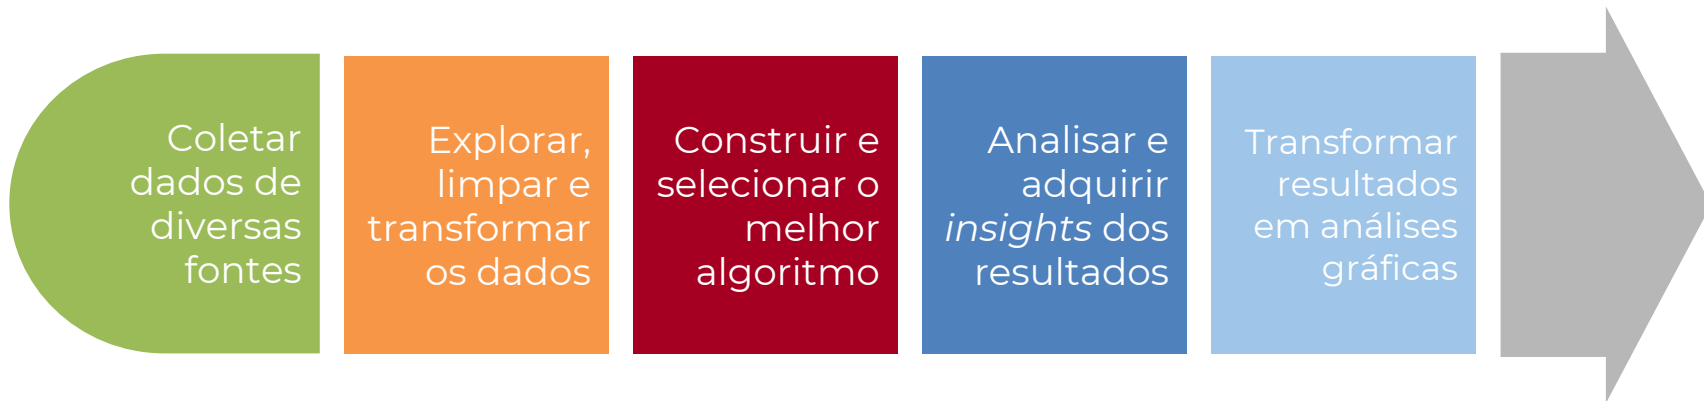 Coletar
dados de
diversas
fontes
Explorar,
limpar e
transformar
os dados
Construir e
selecionar o
melhor
algoritmo
Analisar e
adquirir
insights dos
resultados
Transformar
resultados
em análises
gráficas